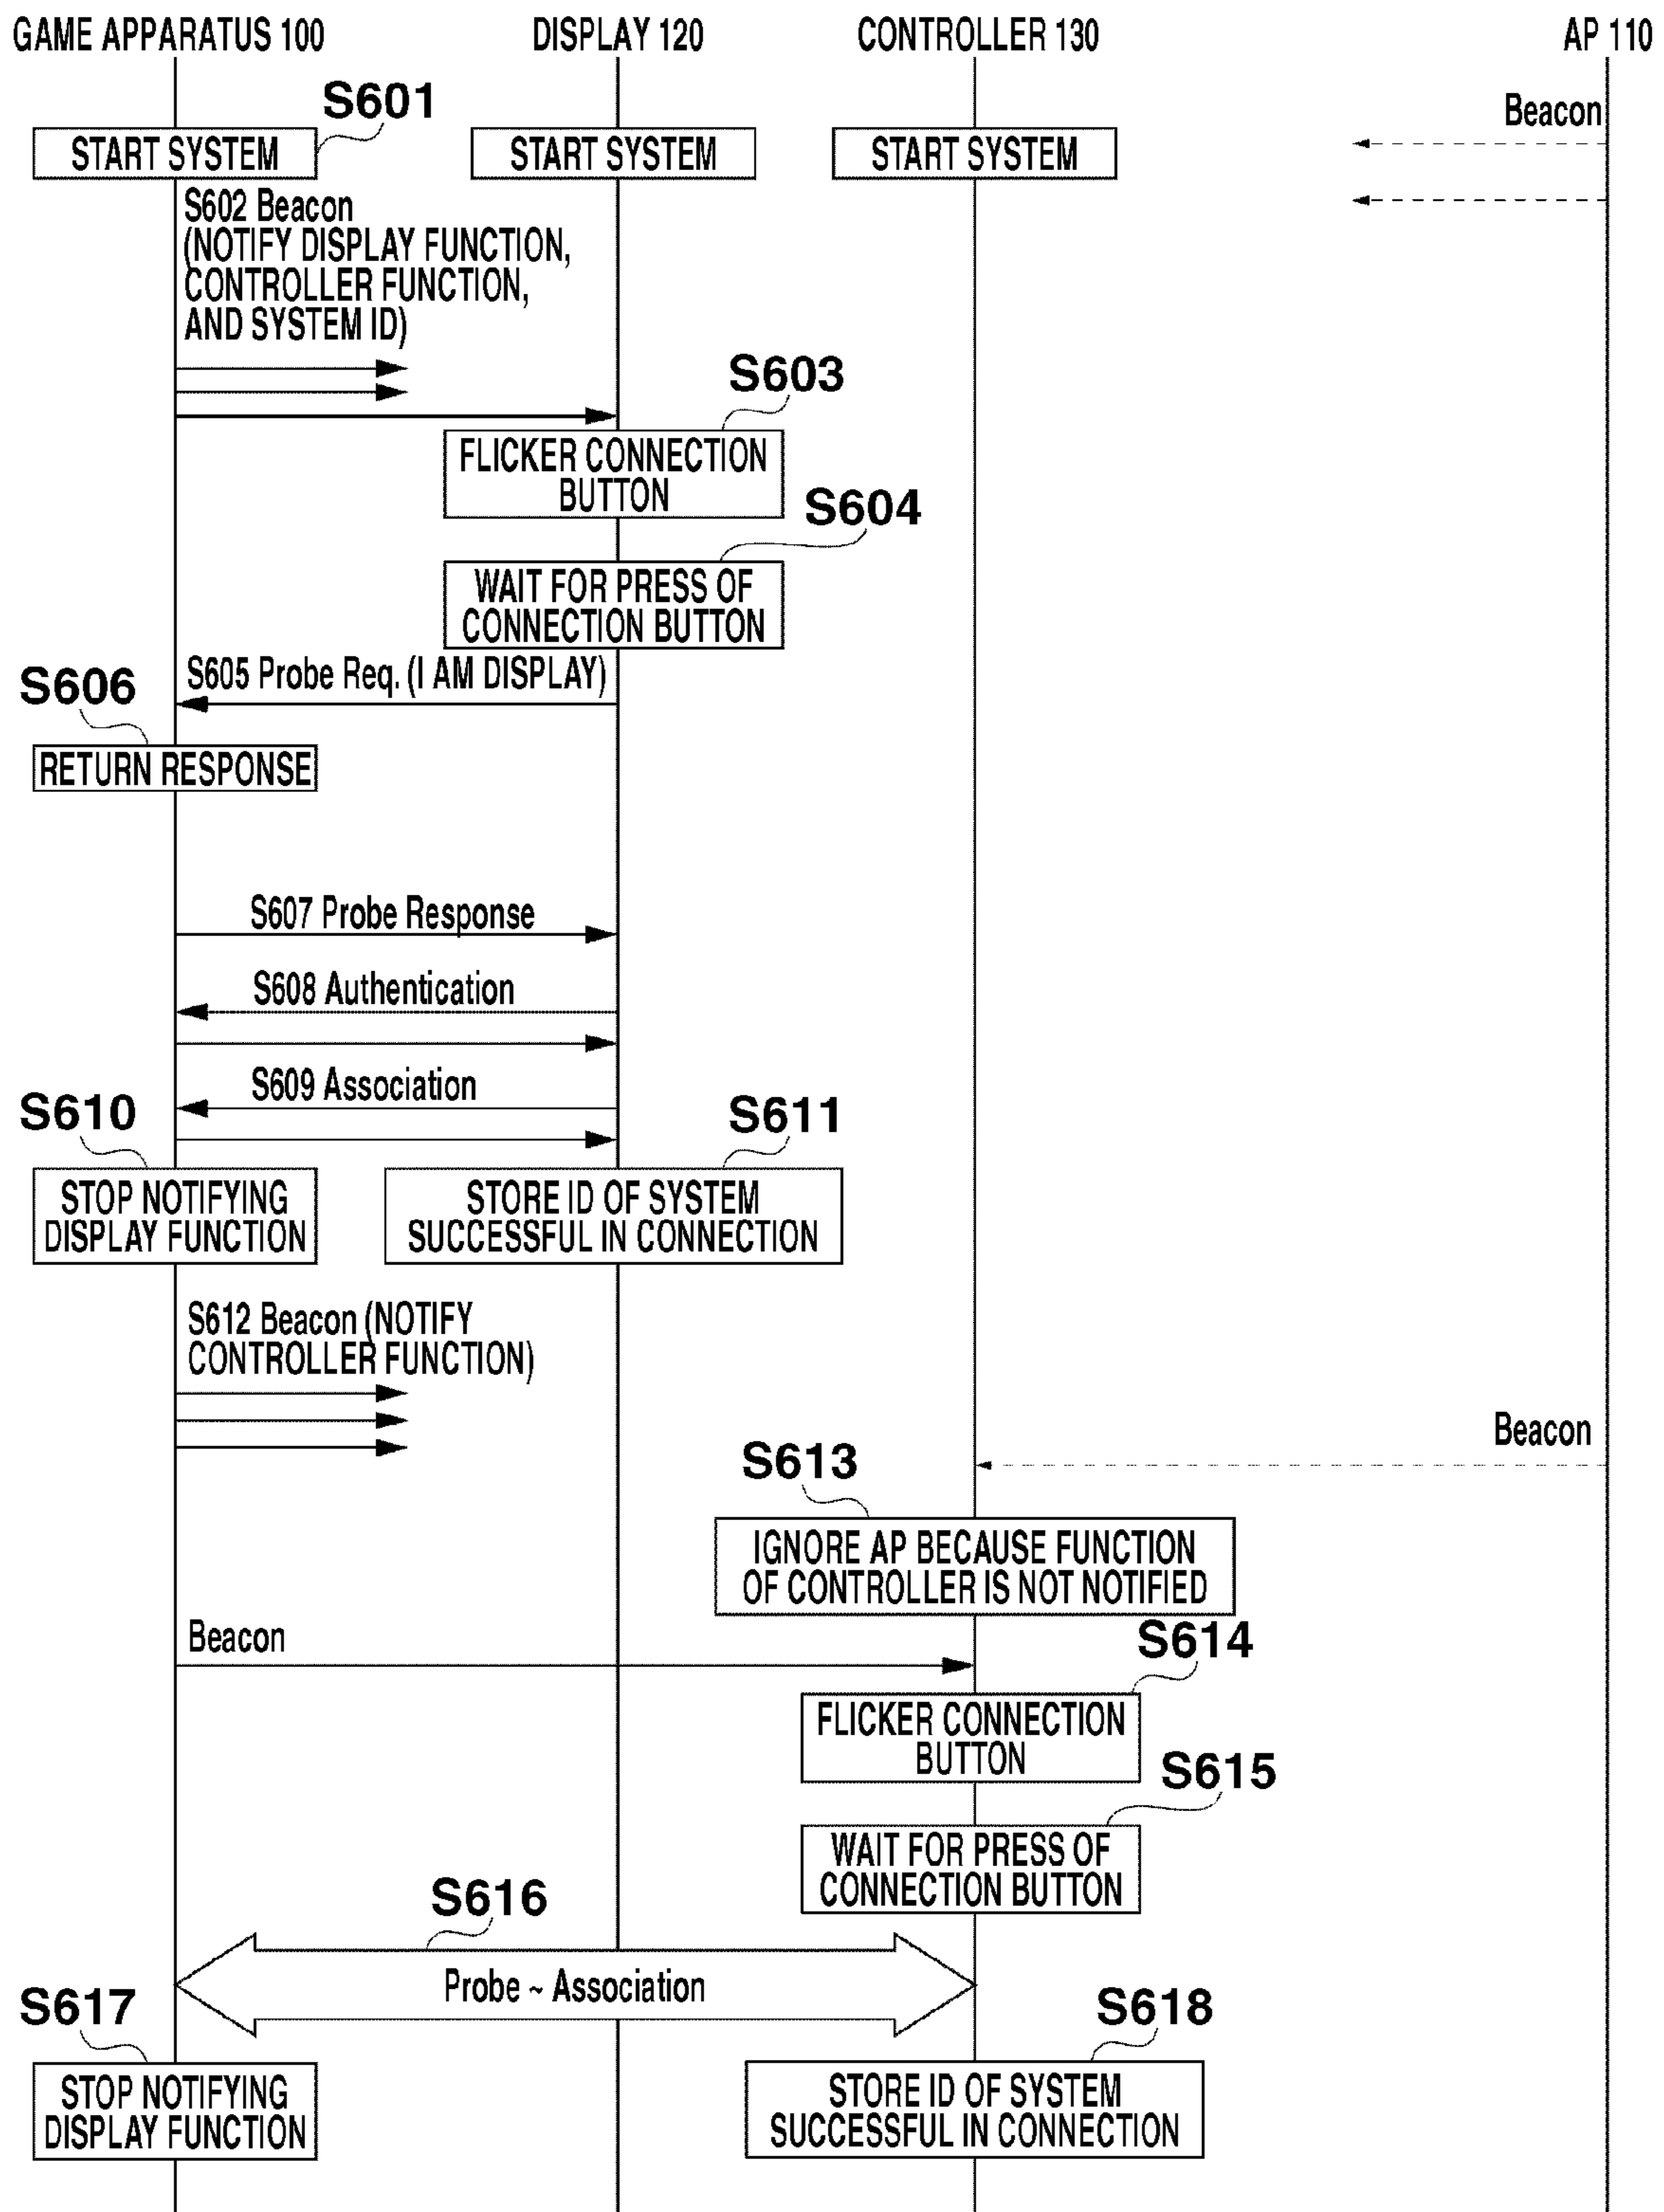 GAME APPARATUS 100
DISPLAY 120
CONTROLLER 130
AP 110
Beacon
S601
START SYSTEM
START SYSTEM
START SYSTEM
S602 Beacon
(NOTIFY DISPLAY FUNCTION,
CONTROLLER FUNCTION,
AND SYSTEM ID)
S603
FLICKER CONNECTION
BUTTON
S604
WAIT FOR PRESS OF
CONNECTION BUTTON
S605 Probe Req. (I AM DISPLAY)
S606
RETURN RESPONSE
S607 Probe Response
S608 Authentication
S609 Association
S610
S611
STOP NOTIFYING
DISPLAY FUNCTION
STORE ID OF SYSTEM
SUCCESSFUL IN CONNECTION
S612 Beacon (NOTIFY
CONTROLLER FUNCTION)
Beacon
S613
IGNORE AP BECAUSE FUNCTION
OF CONTROLLER IS NOT NOTIFIED
Beacon
S614
FLICKER CONNECTION
BUTTON
S615
WAIT FOR PRESS OF
CONNECTION BUTTON
S616
Probe ~ Association
S617
S618
STOP NOTIFYING
DISPLAY FUNCTION
STORE ID OF SYSTEM
SUCCESSFUL IN CONNECTION